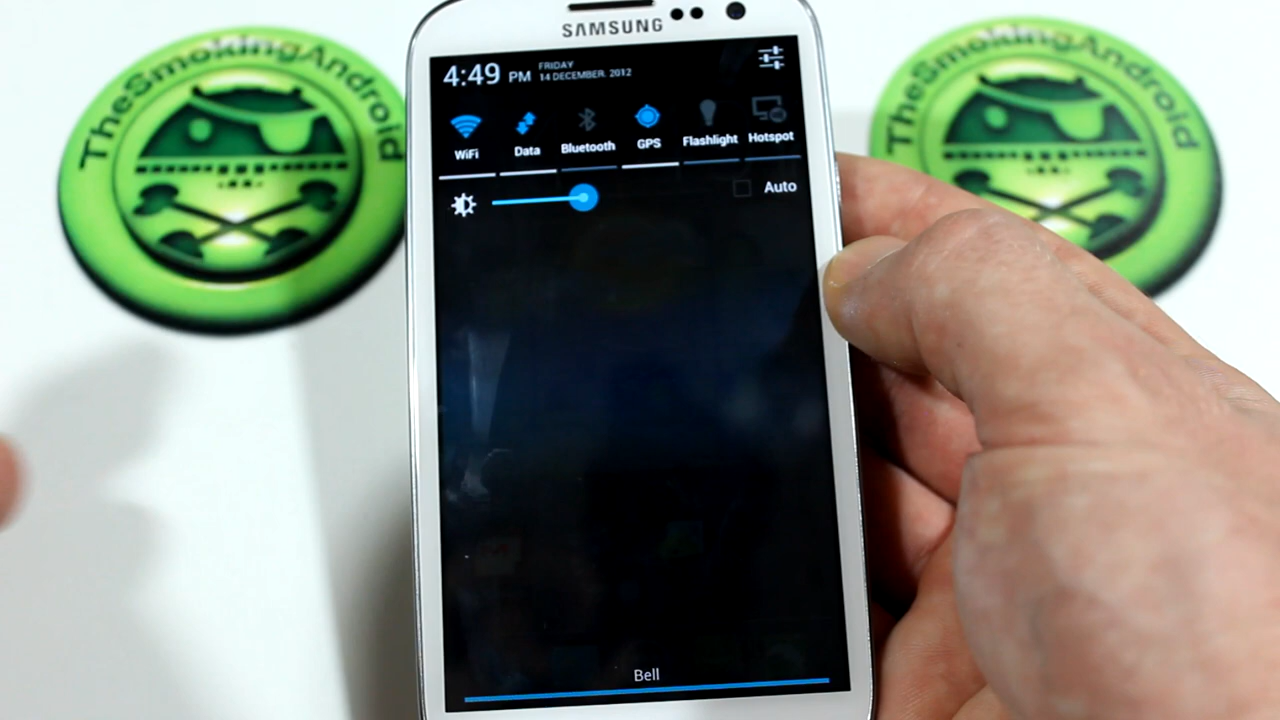 TheSmokingAndroid
SAMSUNG
TheSmokingAndroid
4:49 PM
FRIDAY
14 DECEMBER, 2012
WiFi
Data
Bluetooth
GPS
Flashlight
Hotspot
Auto
Bell